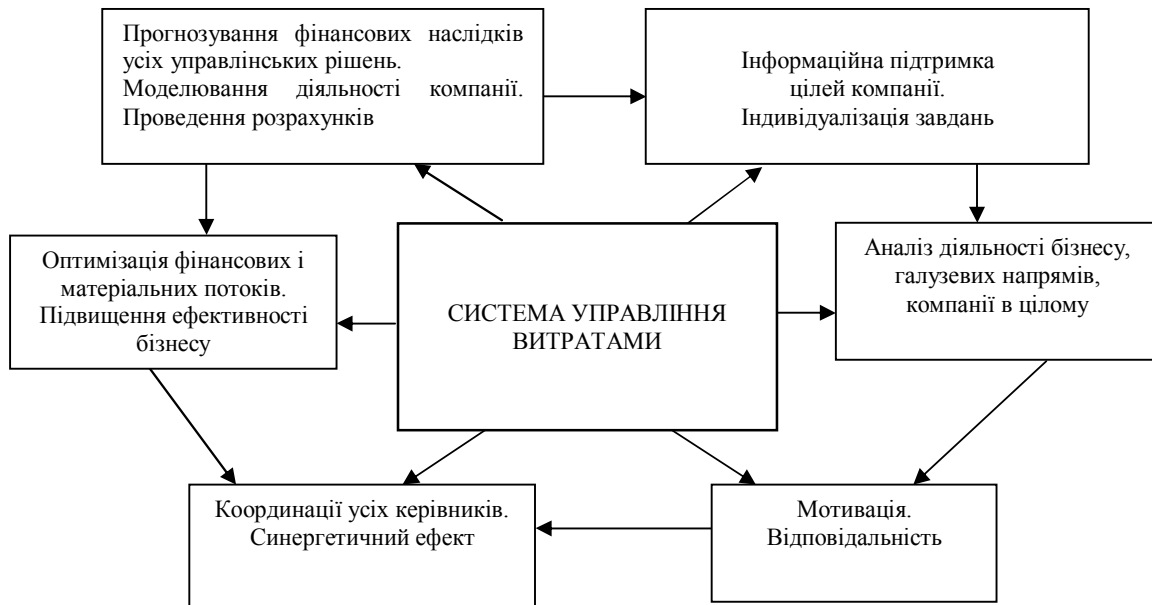 Прогнозування фінансових наслідків
усіх управлінських рішень.
Моделювання діяльності компанії.
Проведення розрахунків
Інформаційна підтримка
цілей компанії.
Індивідуалізація завдань
Оптимізація фінансових і
матеріальних потоків.
Підвищення ефективності
бізнесу
СИСТЕМА УПРАВЛІННЯ
ВИТРАТАМИ
Аналіз діяльності бізнесу,
галузевих напрямів,
компанії в цілому
Координації усіх керівників.
Синергетичний ефект
Мотивація.
Відповідальність